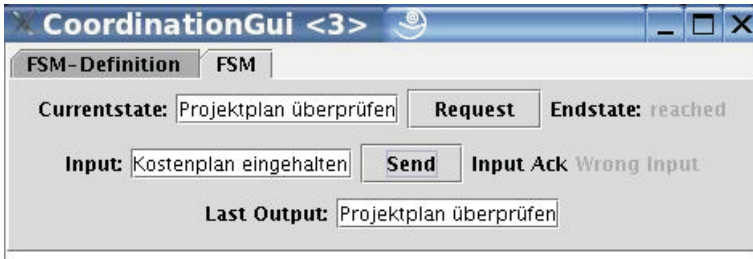 CoordinationGui <3>
FSM-Definition FSM
Currentstate: Projektplan überprüfen Request Endstate: reached
Input: Kostenplan eingehalten Send Input Ack Wrong Input
Last Output: Projektplan überprüfen